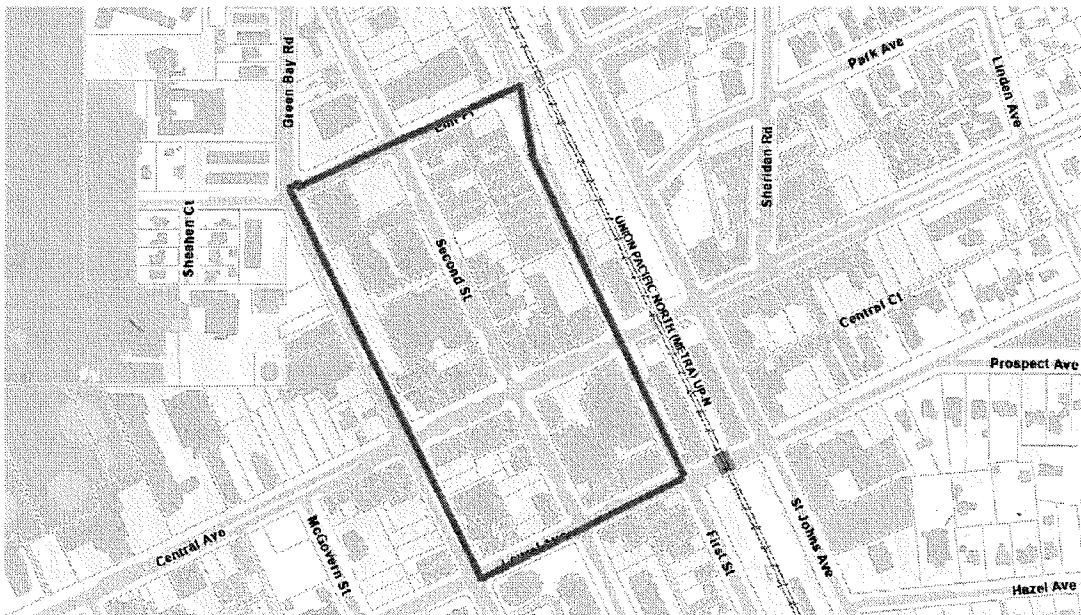 Green Bay Rd
Park Ave
Linden Ave
Sheridan Rd
Sheahen Ct
Second St
UNION PACIFIC NORTH (METRA) UP-N
Central Ct
Prospect Ave
Central Ave
McGovern St
First St
St Johns Ave
Hazel Ave